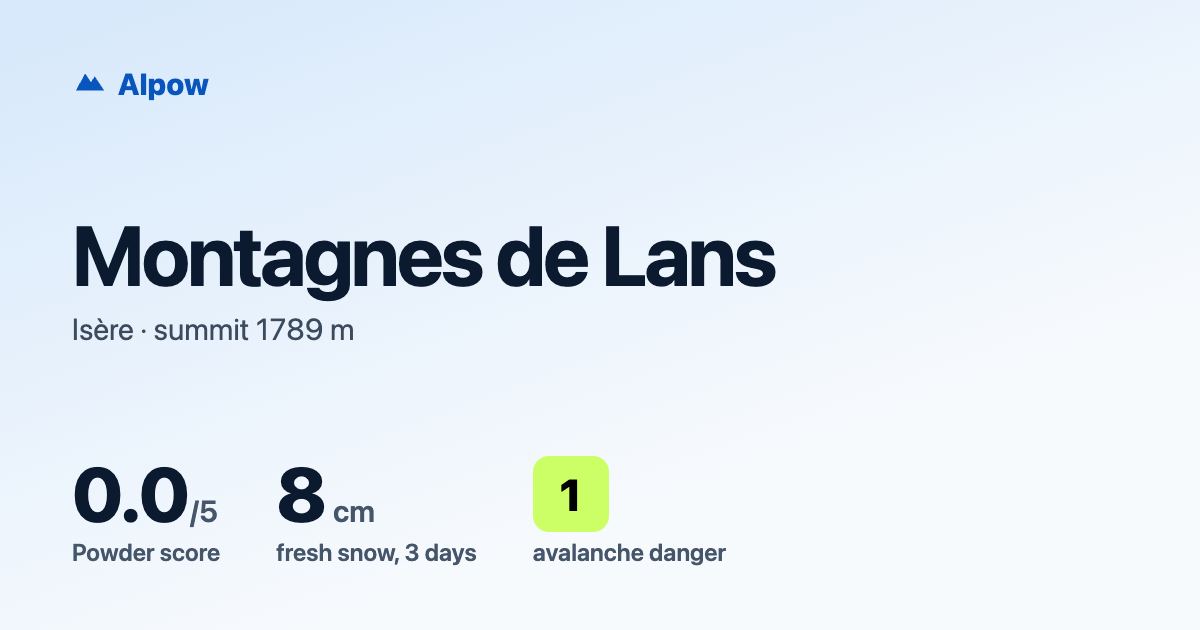 Alpow
Montagnes de Lans
Isère · summit 1789 m
0.0/5
Powder score
8 cm
fresh snow, 3 days
1
avalanche danger